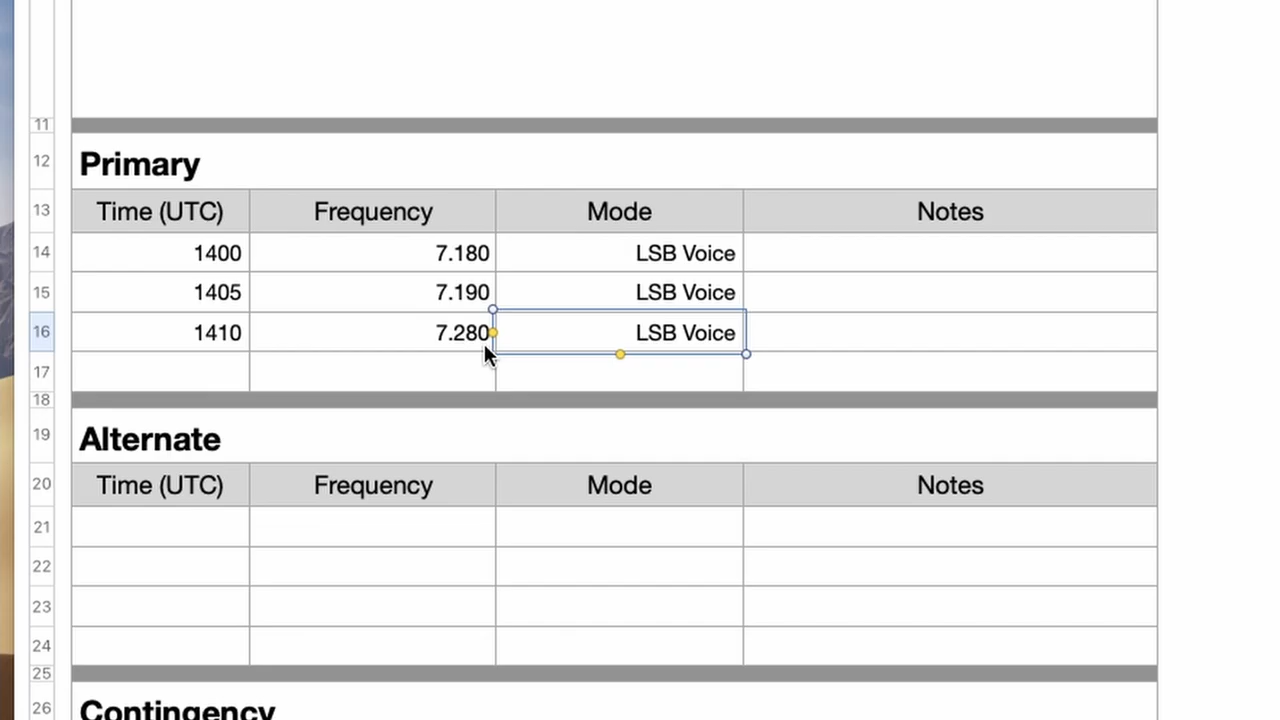 11
12 Primary
13 Time (UTC) Frequency Mode Notes
14 1400 7.180 LSB Voice
15 1405 7.190 LSB Voice
16 1410 7.280 LSB Voice
17
18
19 Alternate
20 Time (UTC) Frequency Mode Notes
21
22
23
24
25
26 Contingency